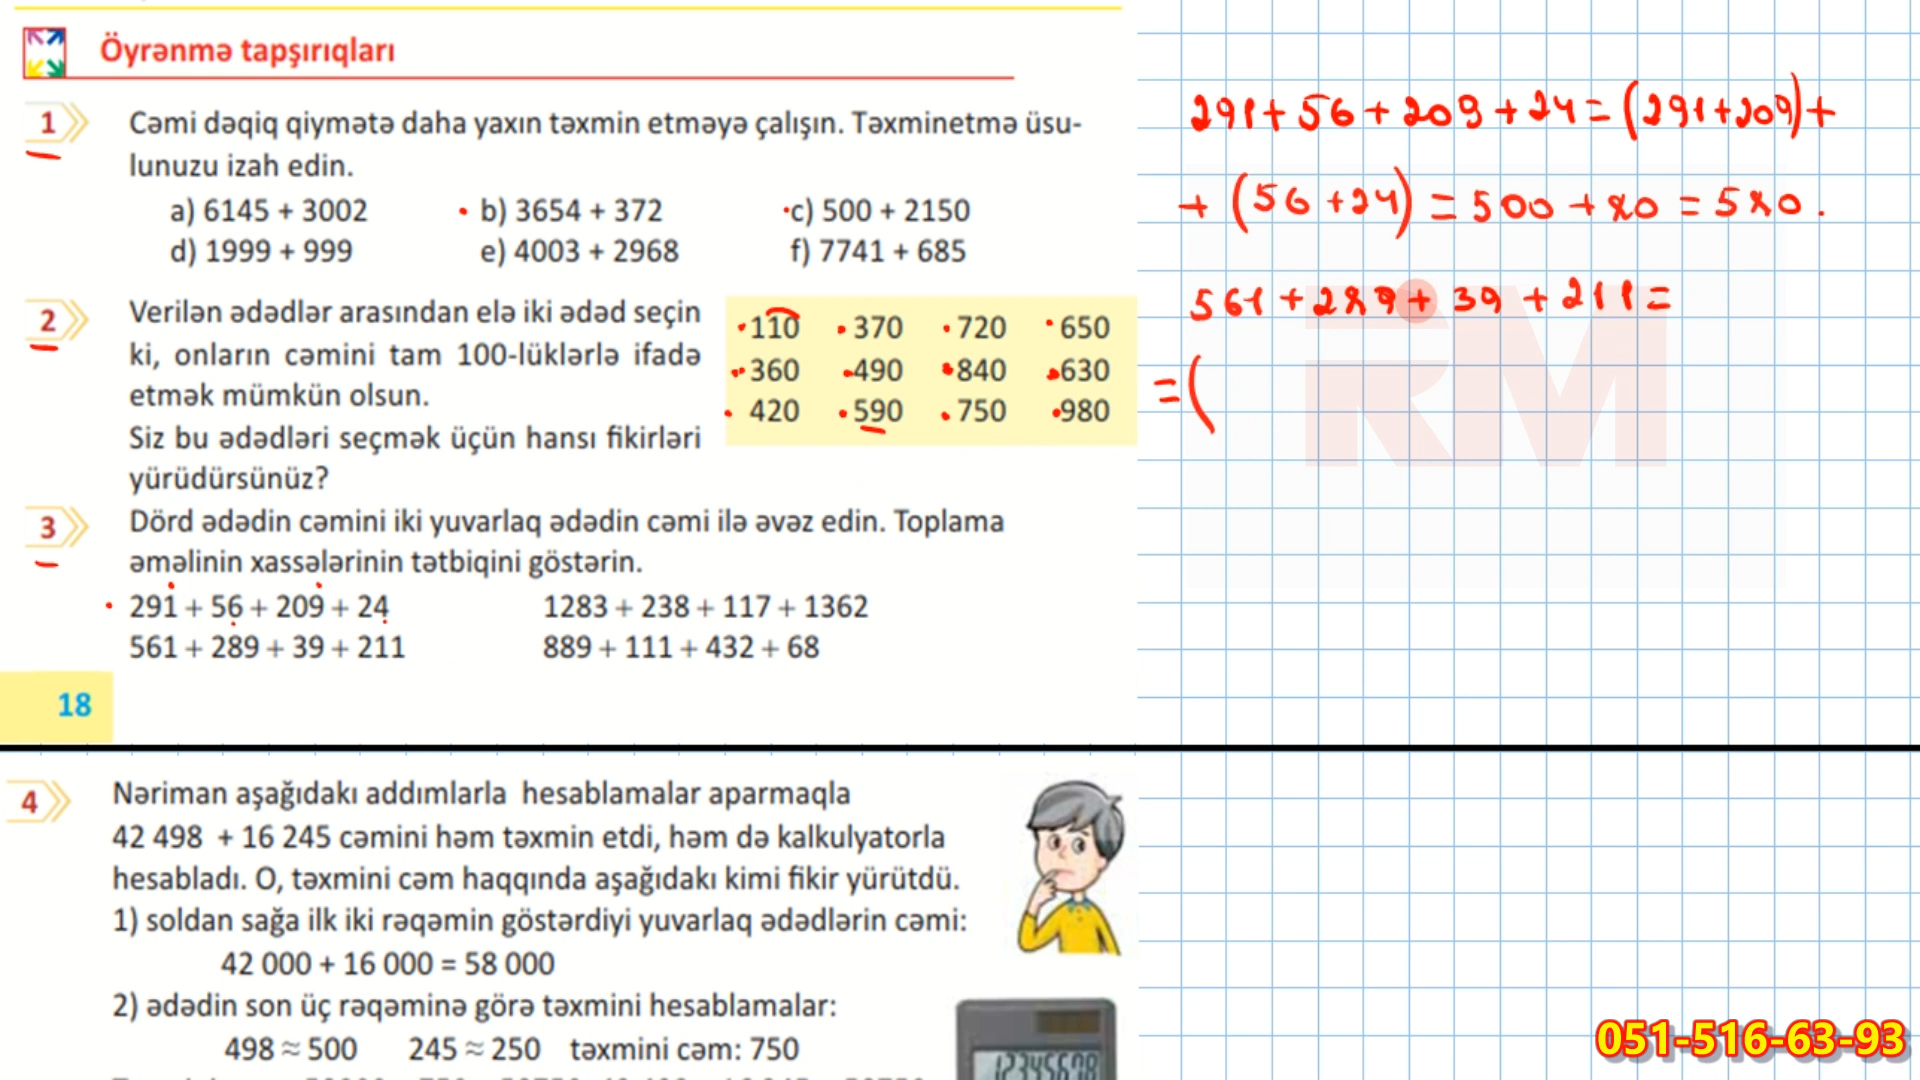 Öyrənmə tapşırıqları
1
Cəmi dəqiq qiymətə daha yaxın təxmin etməyə çalışın. Təxminetmə üsu-
lunuzu izah edin.
a) 6145 + 3002 b) 3654 + 372 c) 500 + 2150
d) 1999 + 999 e) 4003 + 2968 f) 7741 + 685
2
Verilən ədədlər arasından elə iki ədəd seçin
ki, onların cəmini tam 100-lüklərlə ifadə
etmək mümkün olsun.
Siz bu ədədləri seçmək üçün hansı fikirləri
yürüdürsünüz?
110 370 720 650
360 490 840 630
420 590 750 980
3
Dörd ədədin cəmini iki yuvarlaq ədədin cəmi ilə əvəz edin. Toplama
əməlinin xassələrinin tətbiqini göstərin.
291 + 56 + 209 + 24 1283 + 238 + 117 + 1362
561 + 289 + 39 + 211 889 + 111 + 432 + 68
18
291 + 56 + 209 + 24 = (291 + 209) +
+ (56 + 24) = 500 + 80 = 580.
561 + 289 + 39 + 211 =
= (
RM
4
Nəriman aşağıdakı addımlarla hesablamalar aparmaqla
42 498 + 16 245 cəmini həm təxmin etdi, həm də kalkulyatorla
hesabladı. O, təxmini cəm haqqında aşağıdakı kimi fikir yürütdü.
1) soldan sağa ilk iki rəqəmin göstərdiyi yuvarlaq ədədlərin cəmi:
42 000 + 16 000 = 58 000
2) ədədin son üç rəqəminə görə təxmini hesablamalar:
498 ≈ 500 245 ≈ 250 təxmini cəm: 750
12345678
051-516-63-93